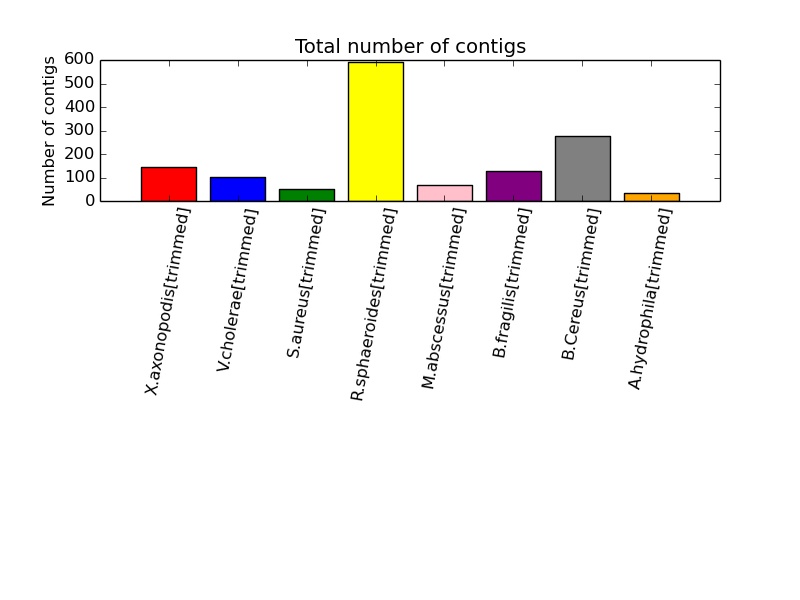 Total number of contigs
Number of contigs
600
500
400
300
200
100
0
X.axonopodis[trimmed]
V.cholerae[trimmed]
S.aureus[trimmed]
R.sphaeroides[trimmed]
M.abscessus[trimmed]
B.fragilis[trimmed]
B.Cereus[trimmed]
A.hydrophila[trimmed]